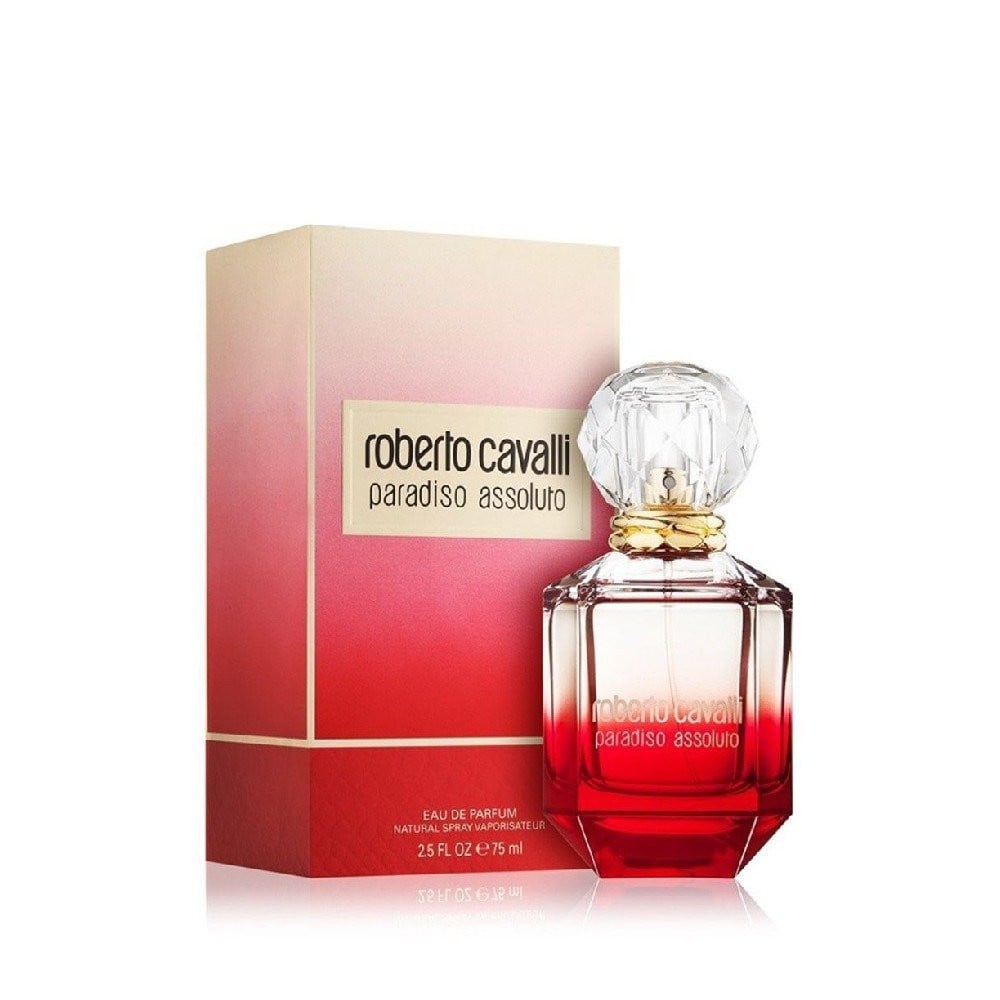 roberto cavalli
paradiso assoluto
EAU DE PARFUM
NATURAL SPRAY VAPORISATEUR
2.5 FL OZ ℮ 75 ml
roberto cavalli
paradiso assoluto